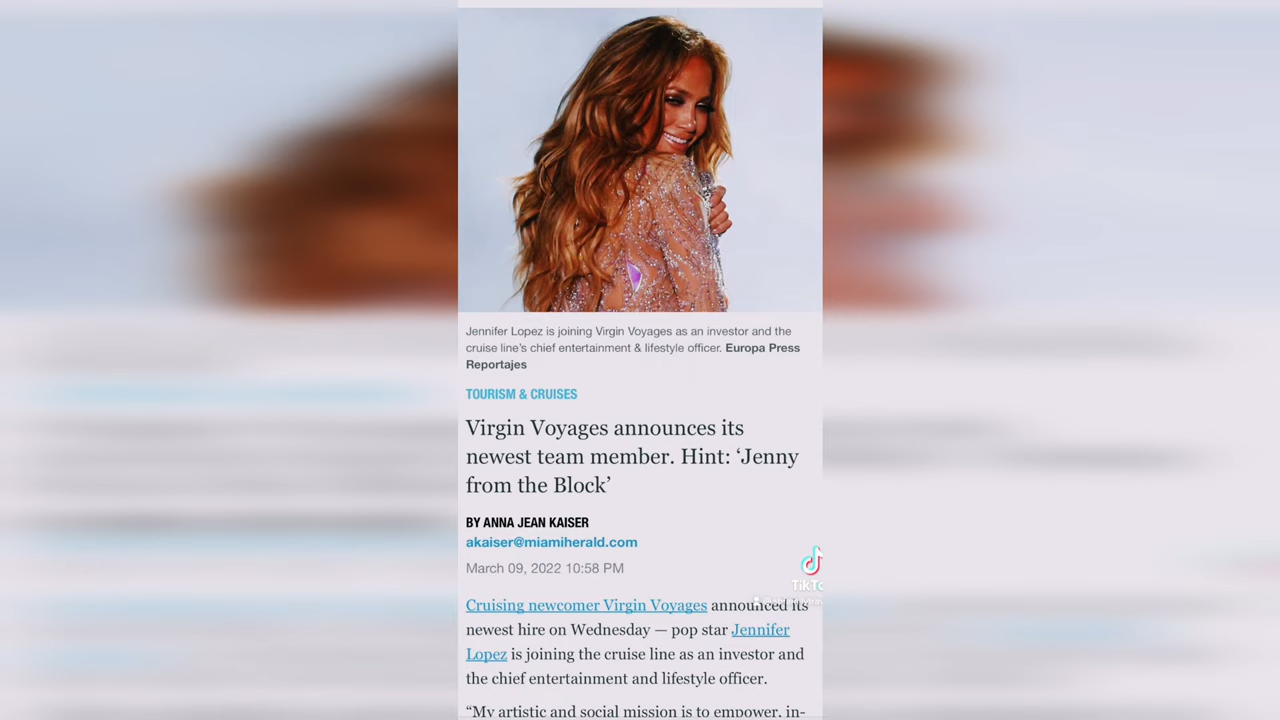 Jennifer Lopez is joining Virgin Voyages as an investor and the
cruise line's chief entertainment & lifestyle officer. Europa Press
Reportajes
TOURISM & CRUISES
Virgin Voyages announces its
newest team member. Hint: ‘Jenny
from the Block’
BY ANNA JEAN KAISER
akaiser@miamiherald.com
March 09, 2022 10:58 PM
TikTo
Cruising newcomer Virgin Voyages announced its
newest hire on Wednesday — pop star Jennifer
Lopez is joining the cruise line as an investor and
the chief entertainment and lifestyle officer.
“My artistic and social mission is to empower, in-